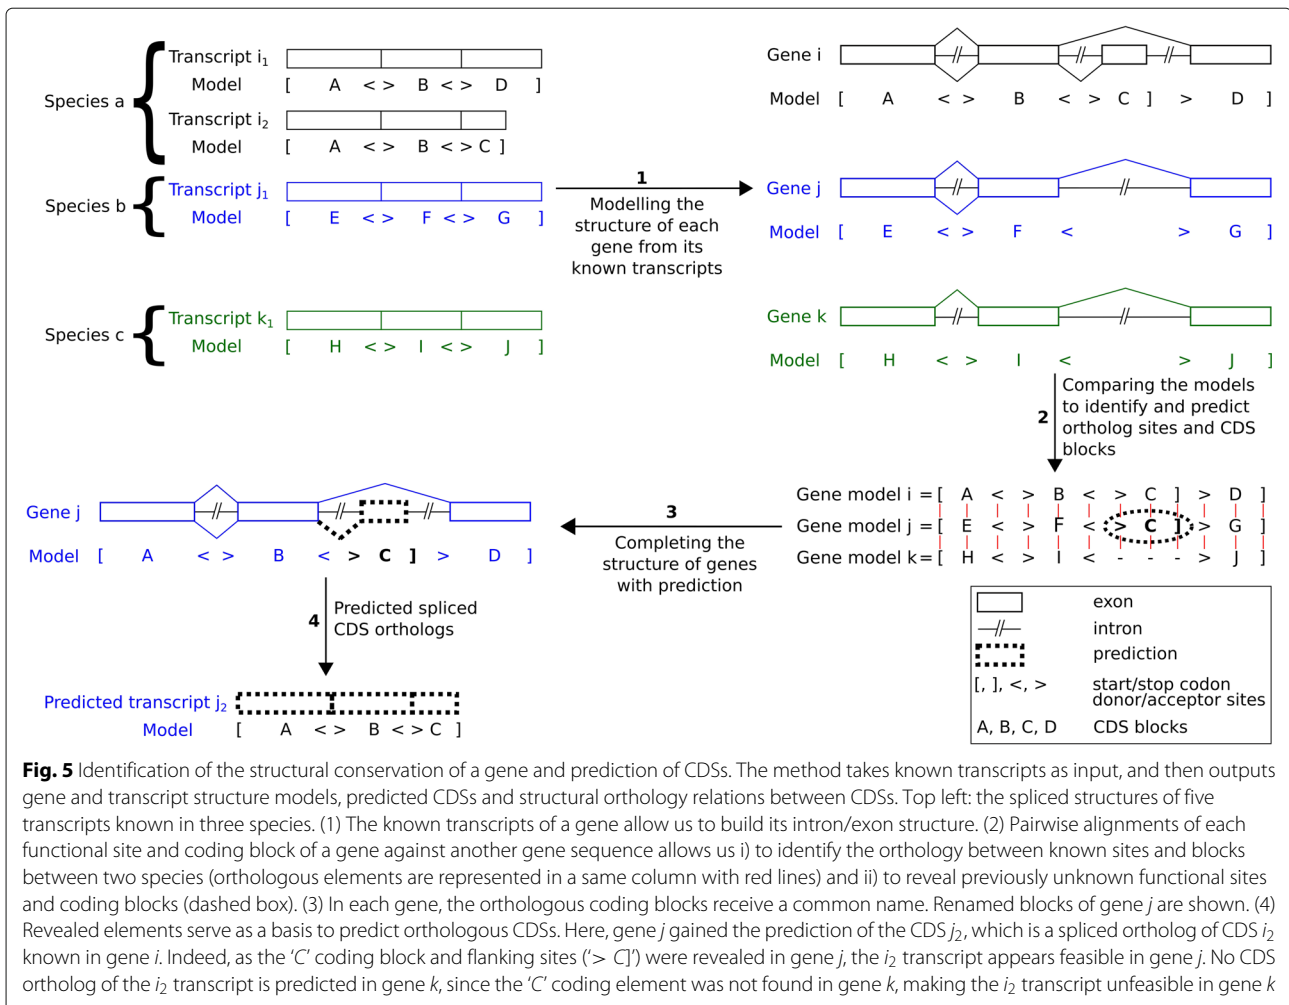 Species a
Transcript i1
Model [ A < > B < > D ]
Transcript i2
Model [ A < > B < > C ]
Species b
Transcript j1
Model [ E < > F < > G ]
Species c
Transcript k1
Model [ H < > I < > J ]
1
Modelling the
structure of each
gene from its
known transcripts
Gene i
Model [ A < > B < > C ] > D ]
Gene j
Model [ E < > F < > G ]
Gene k
Model [ H < > I < > J ]
2
Comparing the models
to identify and predict
ortholog sites and CDS
blocks
Gene model i = [ A < > B < > C ] > D ]
Gene model j = [ E < > F < > C ] > G ]
Gene model k = [ H < > I < - - - > J ]
3
Completing the
structure of genes
with prediction
Gene j
Model [ A < > B < > C ] > D ]
4
Predicted spliced
CDS orthologs
Predicted transcript j2
Model [ A < > B < > C ]
exon
intron
prediction
[, ], <, > start/stop codon
donor/acceptor sites
A, B, C, D CDS blocks
Fig. 5 Identification of the structural conservation of a gene and prediction of CDSs. The method takes known transcripts as input, and then outputs
gene and transcript structure models, predicted CDSs and structural orthology relations between CDSs. Top left: the spliced structures of five
transcripts known in three species. (1) The known transcripts of a gene allow us to build its intron/exon structure. (2) Pairwise alignments of each
functional site and coding block of a gene against another gene sequence allows us i) to identify the orthology between known sites and blocks
between two species (orthologous elements are represented in a same column with red lines) and ii) to reveal previously unknown functional sites
and coding blocks (dashed box). (3) In each gene, the orthologous coding blocks receive a common name. Renamed blocks of gene j are shown. (4)
Revealed elements serve as a basis to predict orthologous CDSs. Here, gene j gained the prediction of the CDS j2, which is a spliced ortholog of CDS i2
known in gene i. Indeed, as the ‘C’ coding block and flanking sites (‘> C]’) were revealed in gene j, the i2 transcript appears feasible in gene j. No CDS
ortholog of the i2 transcript is predicted in gene k, since the ‘C’ coding element was not found in gene k, making the i2 transcript unfeasible in gene k